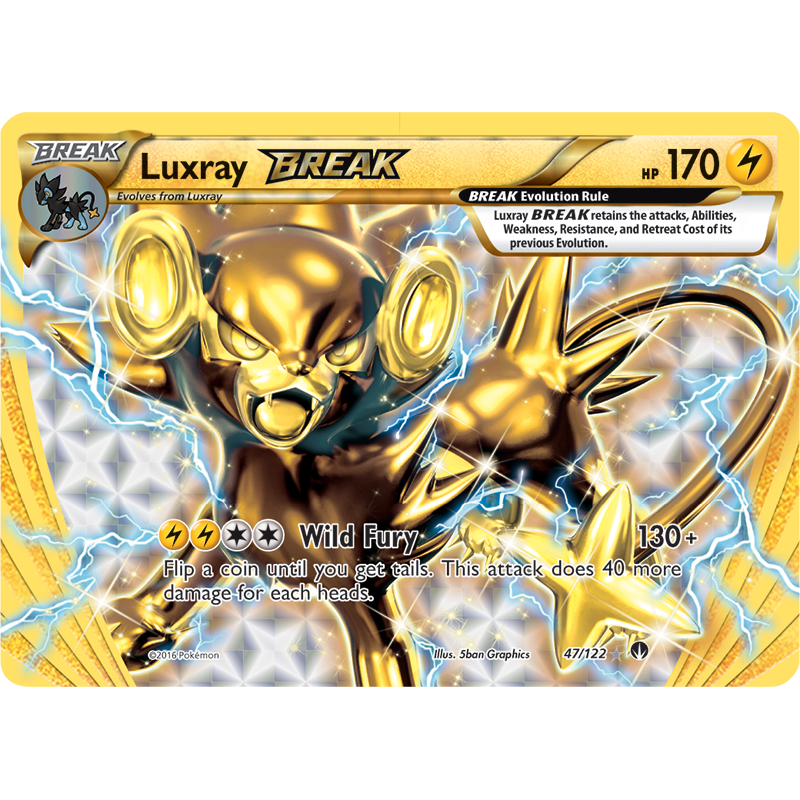 BREAK
Luxray BREAK
HP 170
Evolves from Luxray
BREAK Evolution Rule
Luxray BREAK retains the attacks, Abilities,
Weakness, Resistance, and Retreat Cost of its
previous Evolution.
Wild Fury 130+
Flip a coin until you get tails. This attack does 40 more
damage for each heads.
©2016 Pokémon
Illus. 5ban Graphics
47/122